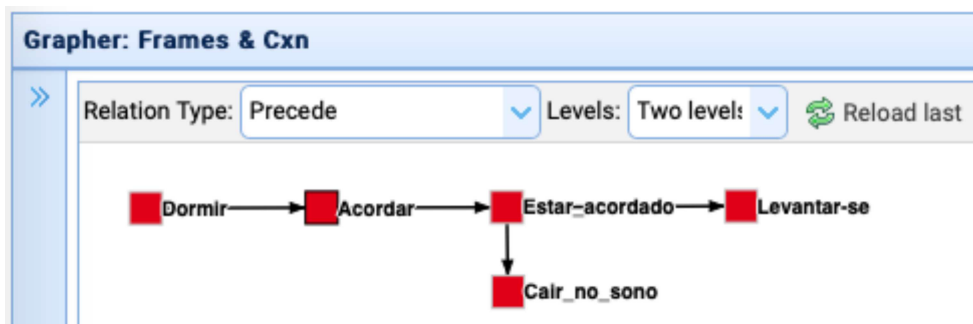 Grapher: Frames & Cxn
Relation Type: Precede Levels: Two levels Reload last
Dormir Acordar Estar_acordado Levantar-se
Cair_no_sono